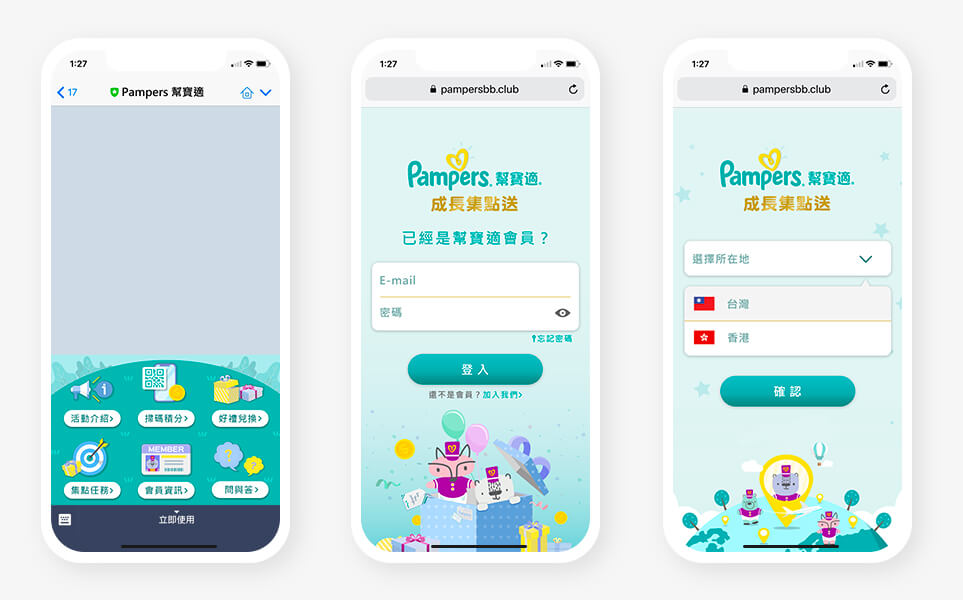 1:27
17
Pampers 幫寶適
活動介紹>
掃碼積分>
好禮兌換>
MEMBER
集點任務>
會員資訊>
問與答>
立即使用
1:27
pampersbb.club
Pampers. 幫寶適.
成長集點送
已經是幫寶適會員？
E-mail
密碼
忘記密碼
登入
還不是會員？加入我們>
1:27
pampersbb.club
Pampers. 幫寶適.
成長集點送
選擇所在地
台灣
香港
確認